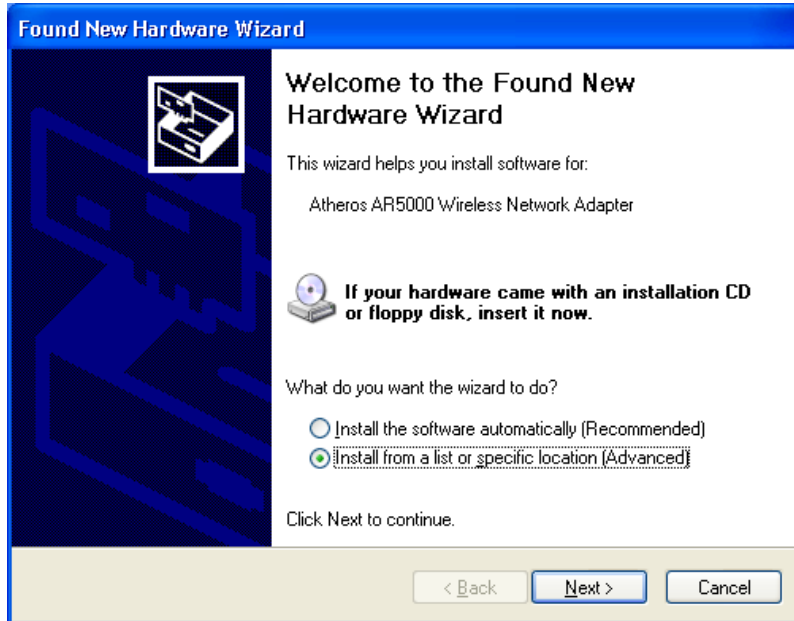 Found New Hardware Wizard
Welcome to the Found New
Hardware Wizard
This wizard helps you install software for:
Atheros AR5000 Wireless Network Adapter
If your hardware came with an installation CD
or floppy disk, insert it now.
What do you want the wizard to do?
Install the software automatically (Recommended)
Install from a list or specific location (Advanced)
Click Next to continue.
< Back Next > Cancel